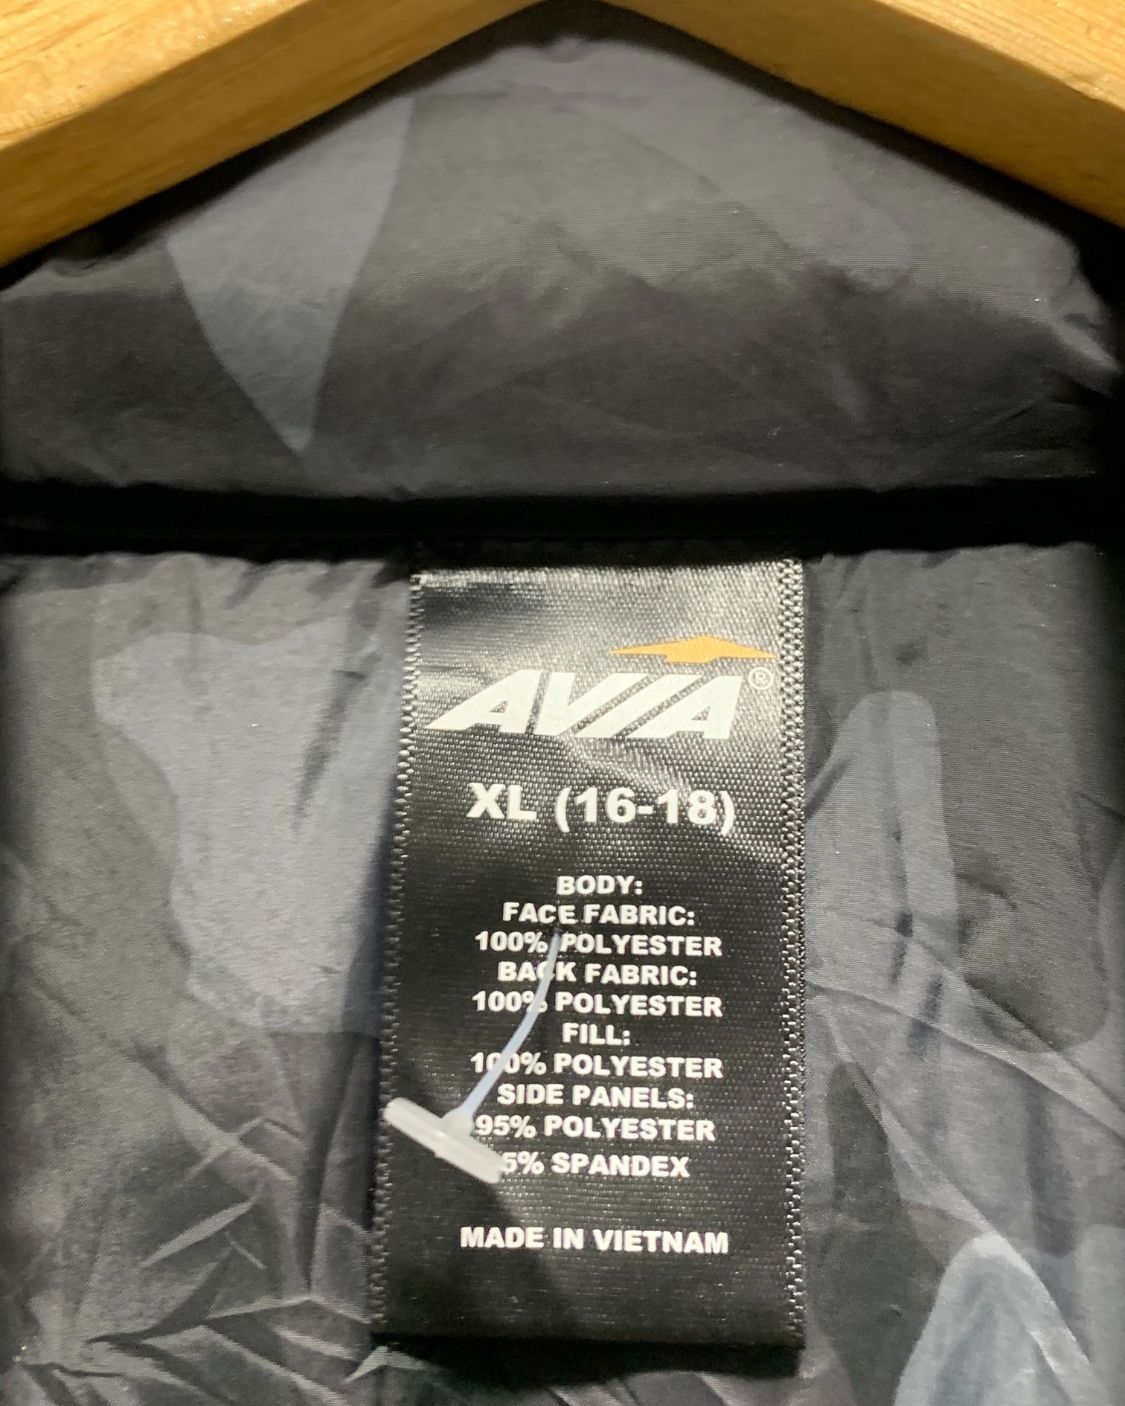 AVIA®
XL (16-18)
BODY:
FACE FABRIC:
100% POLYESTER
BACK FABRIC:
100% POLYESTER
FILL:
100% POLYESTER
SIDE PANELS:
95% POLYESTER
5% SPANDEX
MADE IN VIETNAM